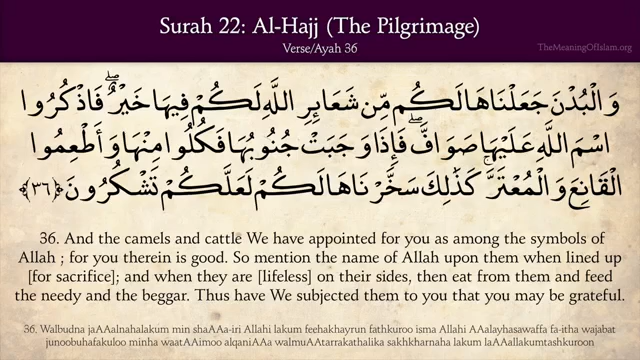 Surah 22: Al-Hajj (The Pilgrimage)
Verse/Ayah 36
TheMeaningOfIslam.org
وَالْبُدْنَ جَعَلْنَاهَا لَكُم مِّن شَعَائِرِ اللَّهِ لَكُمْ فِيهَا خَيْرٌ ۖ فَاذْكُرُوا
اسْمَ اللَّهِ عَلَيْهَا صَوَافَّ ۖ فَإِذَا وَجَبَتْ جُنُوبُهَا فَكُلُوا مِنْهَا وَأَطْعِمُوا
الْقَانِعَ وَالْمُعْتَرَّ ۚ كَذَٰلِكَ سَخَّرْنَاهَا لَكُمْ لَعَلَّكُمْ تَشْكُرُونَ ﴿٣٦﴾
36. And the camels and cattle We have appointed for you as among the symbols of
Allah ; for you therein is good. So mention the name of Allah upon them when lined up
[for sacrifice]; and when they are [lifeless] on their sides, then eat from them and feed
the needy and the beggar. Thus have We subjected them to you that you may be grateful.
36. Walbudna jaAAalnahalakum min shaAAa-iri Allahi lakum feehakhayrun fathkuroo isma Allahi AAalayhasawaffa fa-itha wajabat
junoobuhafakuloo minha waatAAimoo alqaniAAa walmuAAtarrakathalika sakhkharnaha lakum laAAallakumtashkuroon